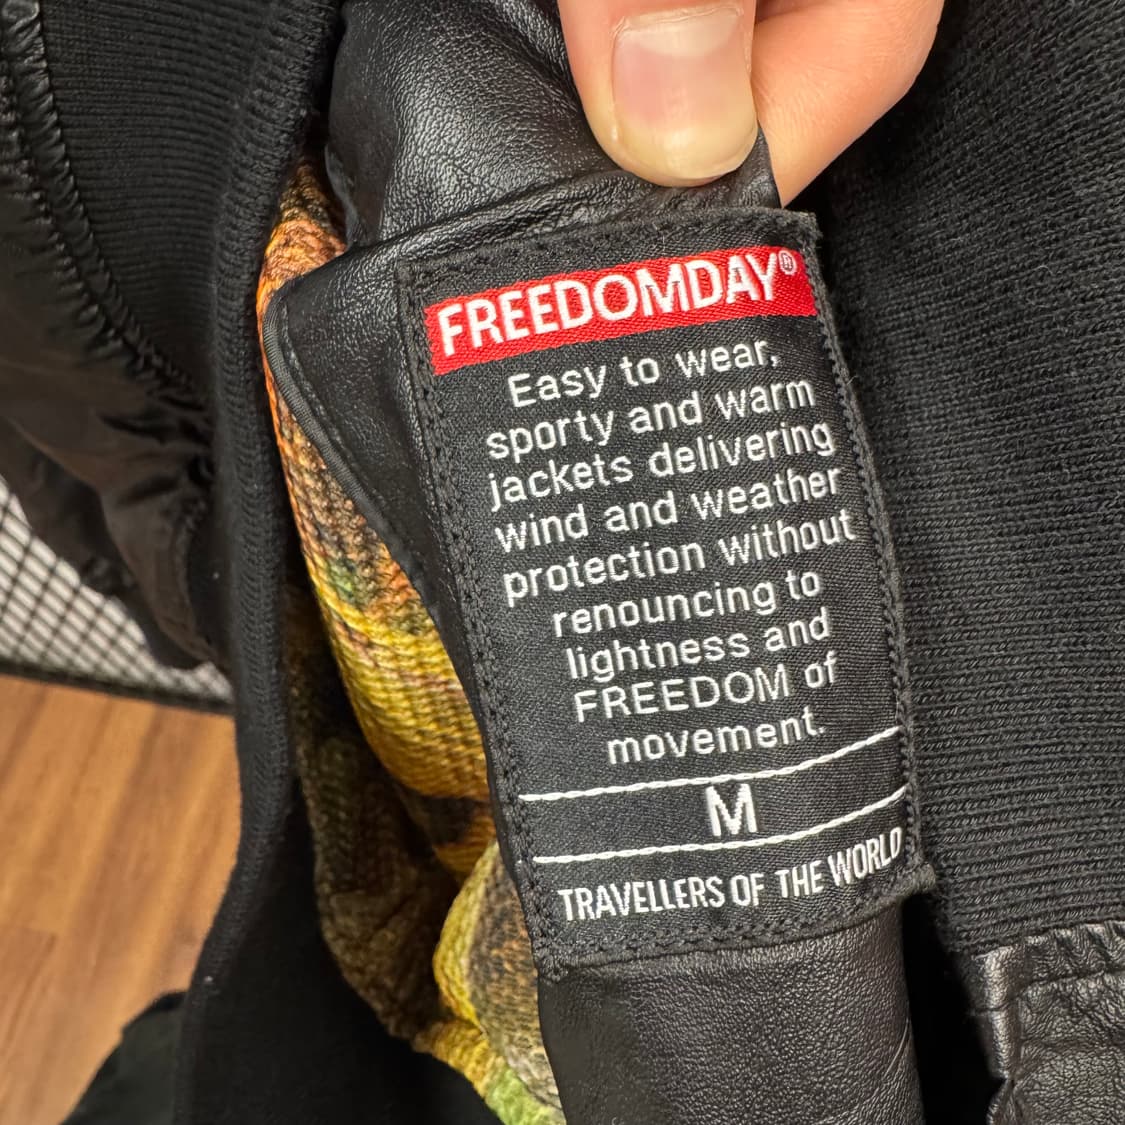 FREEDOMDAY®
Easy to wear,
sporty and warm
jackets delivering
wind and weather
protection without
renouncing to
lightness and
FREEDOM of
movement.
M
TRAVELLERS OF THE WORLD